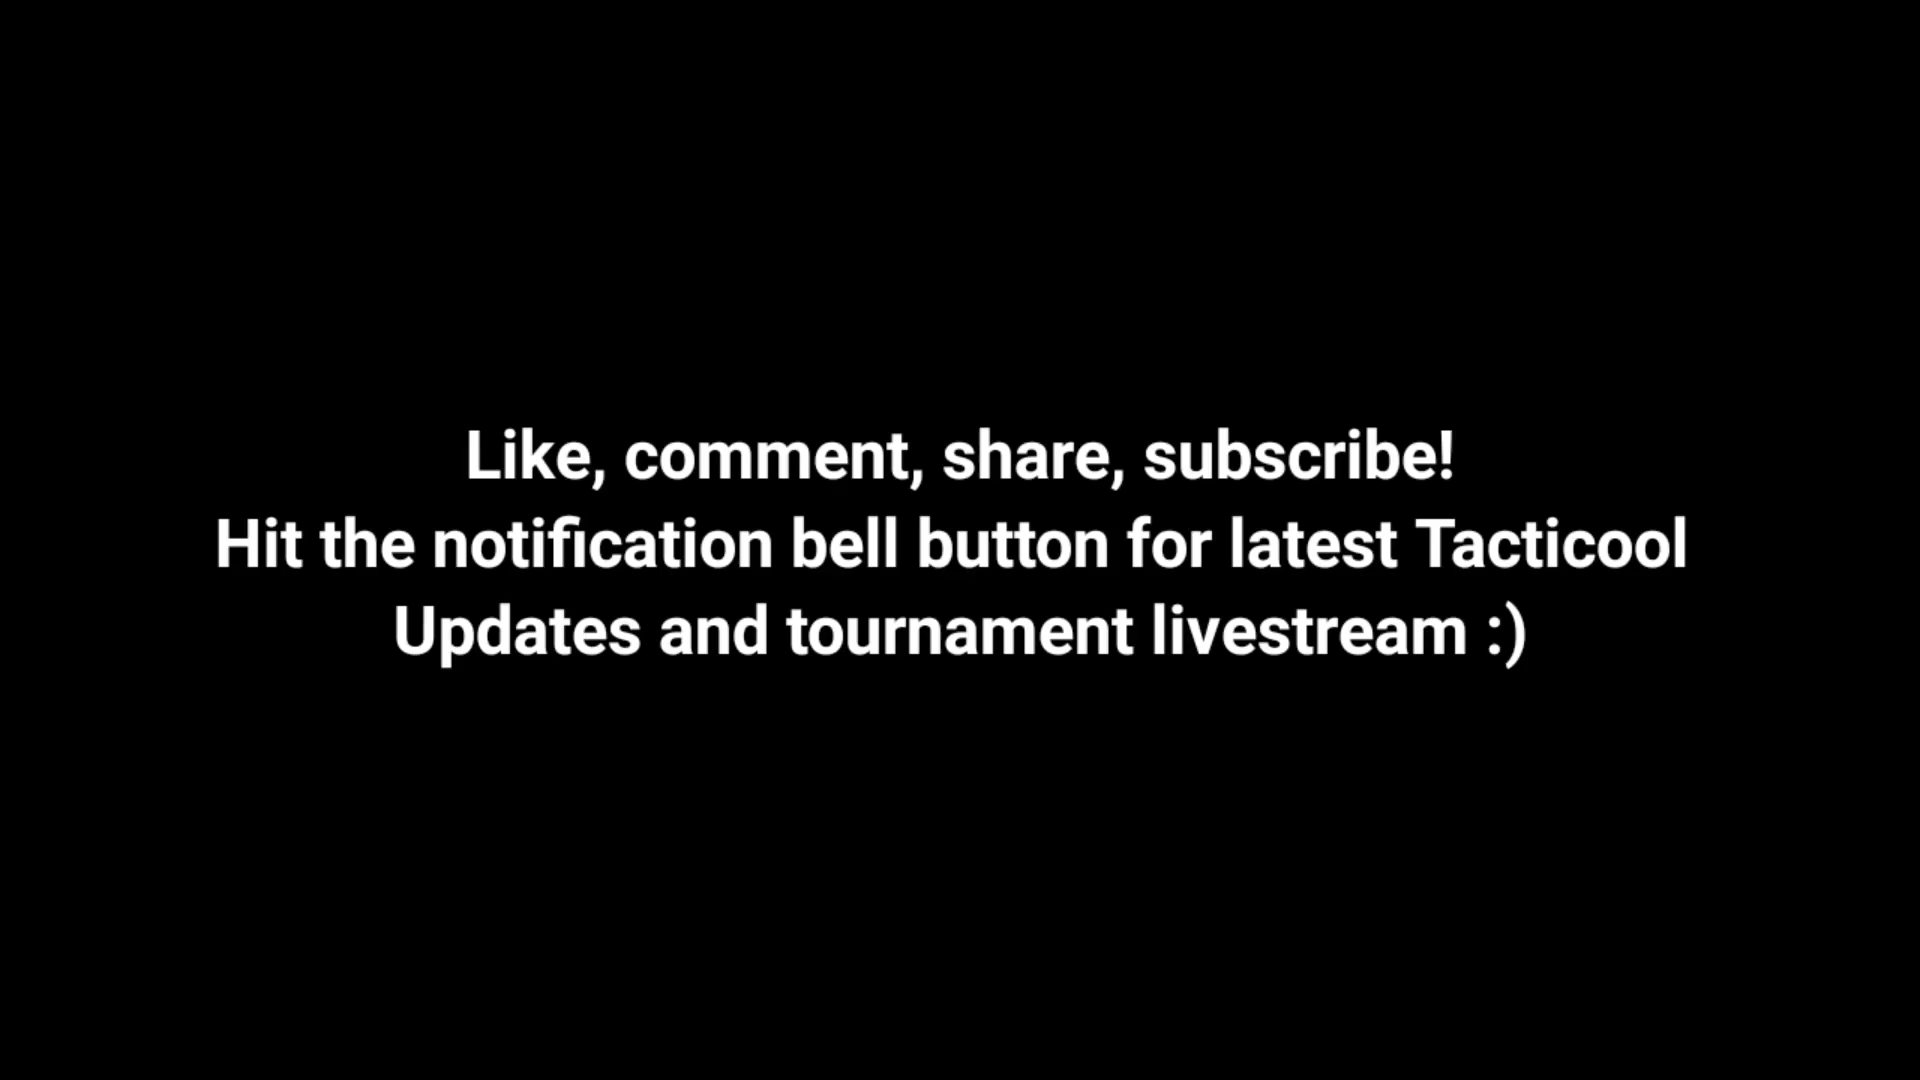 Like, comment, share, subscribe!
Hit the notification bell button for latest Tacticool
Updates and tournament livestream :)